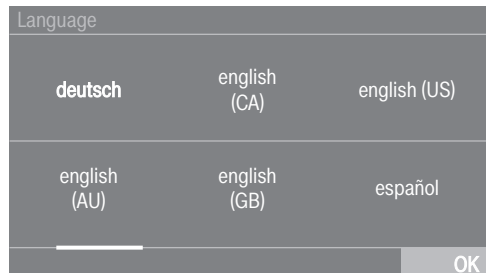 Language
deutsch
english
(CA)
english (US)
english
(AU)
english
(GB)
español
OK